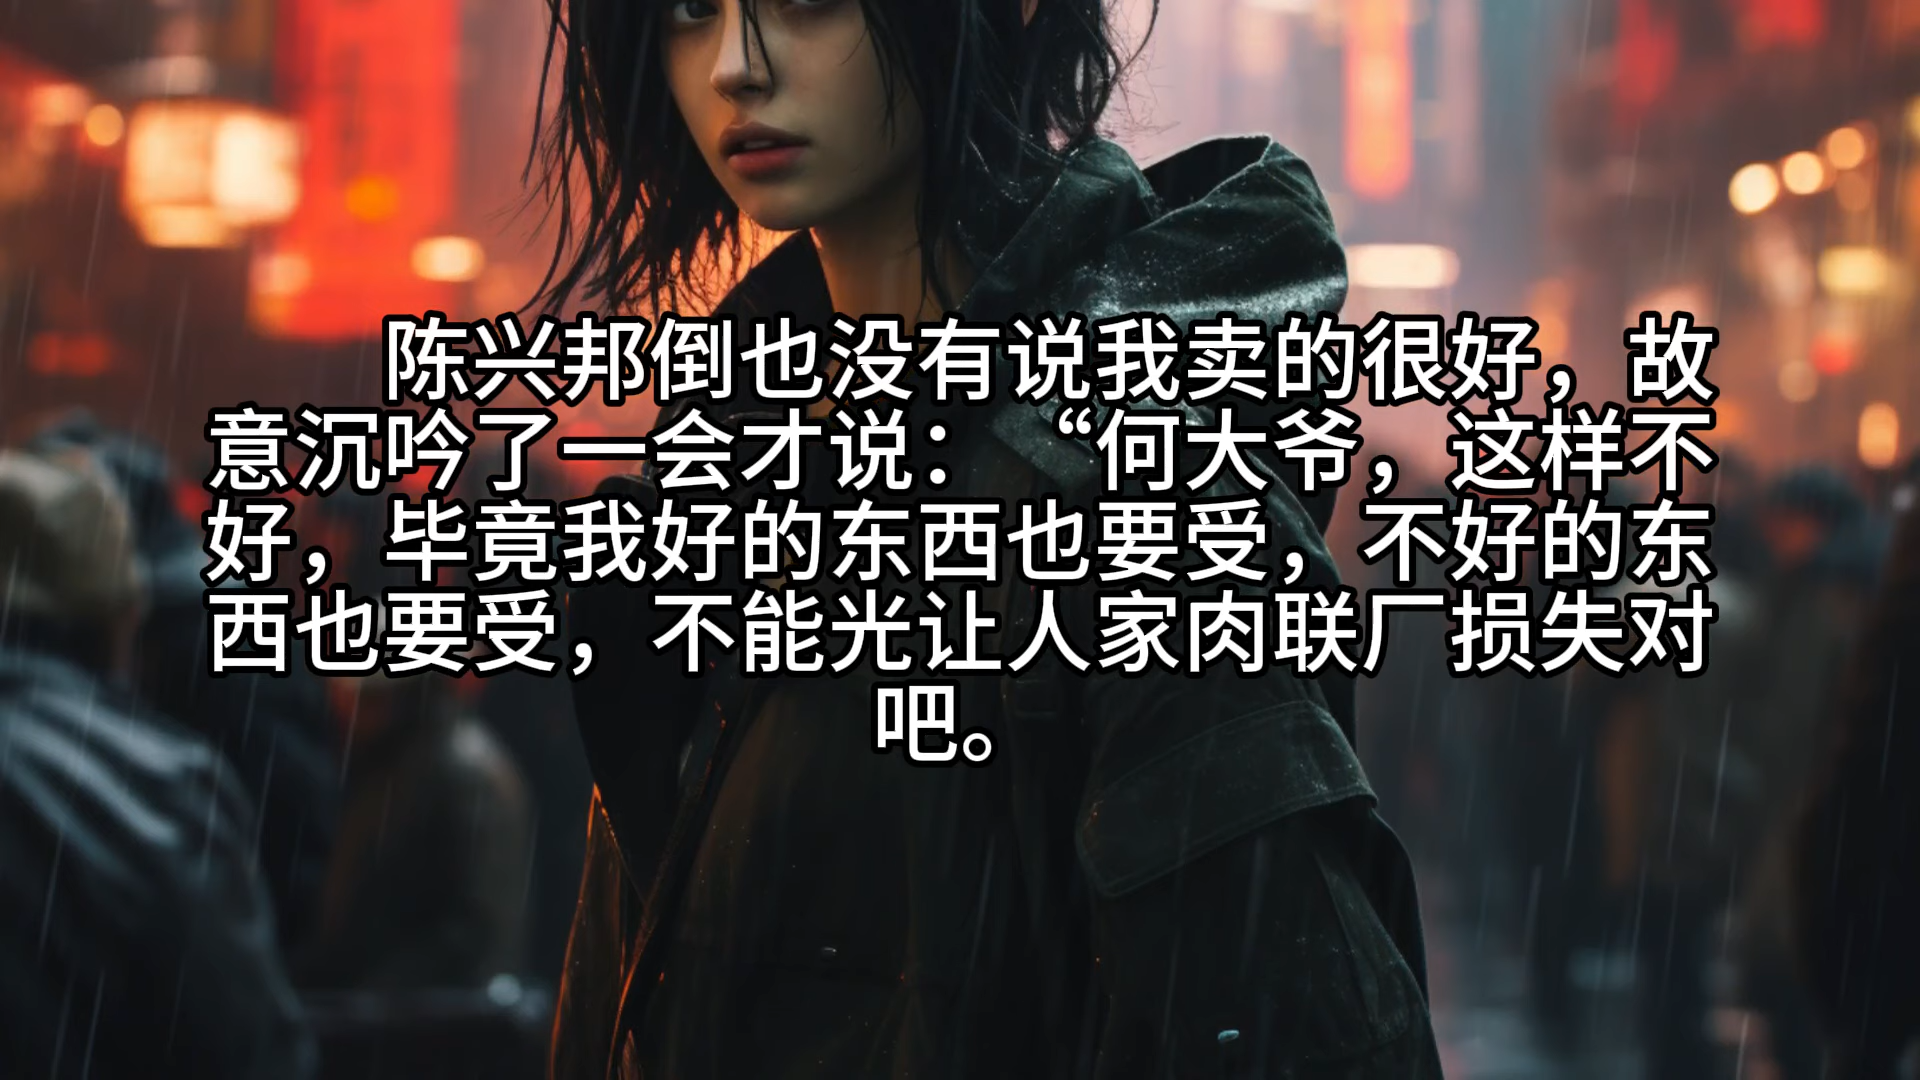 陈兴邦倒也没有说我卖的很好，故
意沉吟了一会才说：“何大爷，这样不
好，毕竟我好的东西也要受，不好的东
西也要受，不能光让人家肉联厂损失对
吧。